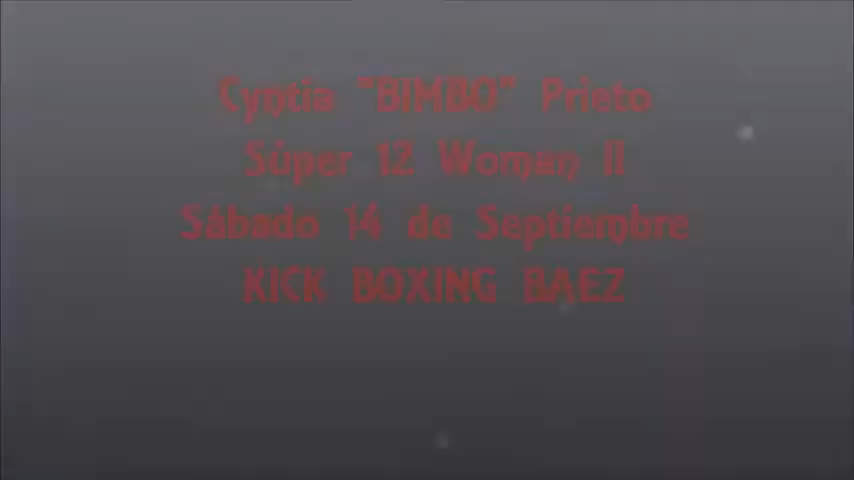 Cyntia "BIMBO" Prieto
Súper 12 Woman II
Sábado 14 de Septiembre
KICK BOXING BAEZ